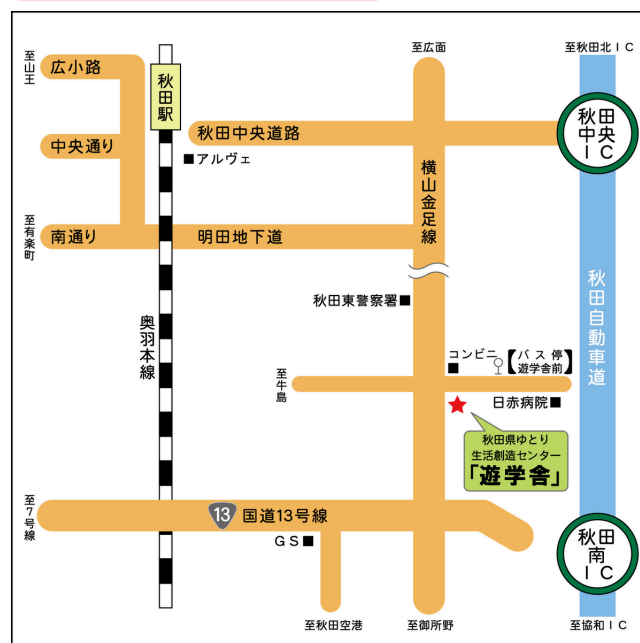 至広面
至秋田北IC
至山王
広小路
秋田駅
秋田中央IC
秋田中央道路
中央通り
アルヴェ
横山金足線
至有楽町
南通り
明田地下道
秋田自動車道
秋田東警察署
奥羽本線
コンビニ
【バス停
遊学舎前】
至牛島
日赤病院
秋田県ゆとり
生活創造センター
「遊学舎」
至7号線
13
国道13号線
GS
秋田南IC
至秋田空港
至御所野
至協和IC